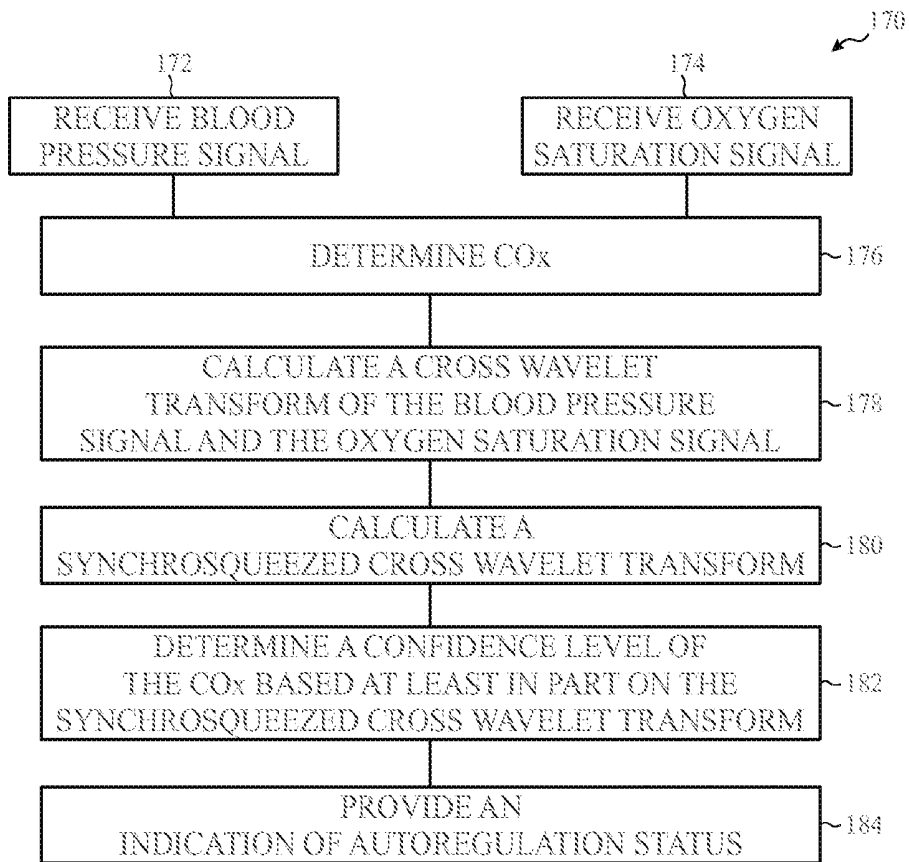 170
172
174
RECEIVE BLOOD
PRESSURE SIGNAL
RECEIVE OXYGEN
SATURATION SIGNAL
DETERMINE COx
176
CALCULATE A CROSS WAVELET
TRANSFORM OF THE BLOOD PRESSURE
SIGNAL AND THE OXYGEN SATURATION SIGNAL
178
CALCULATE A
SYNCHROSQUEEZED CROSS WAVELET TRANSFORM
180
DETERMINE A CONFIDENCE LEVEL OF
THE COx BASED AT LEAST IN PART ON THE
SYNCHROSQUEEZED CROSS WAVELET TRANSFORM
182
PROVIDE AN
INDICATION OF AUTOREGULATION STATUS
184